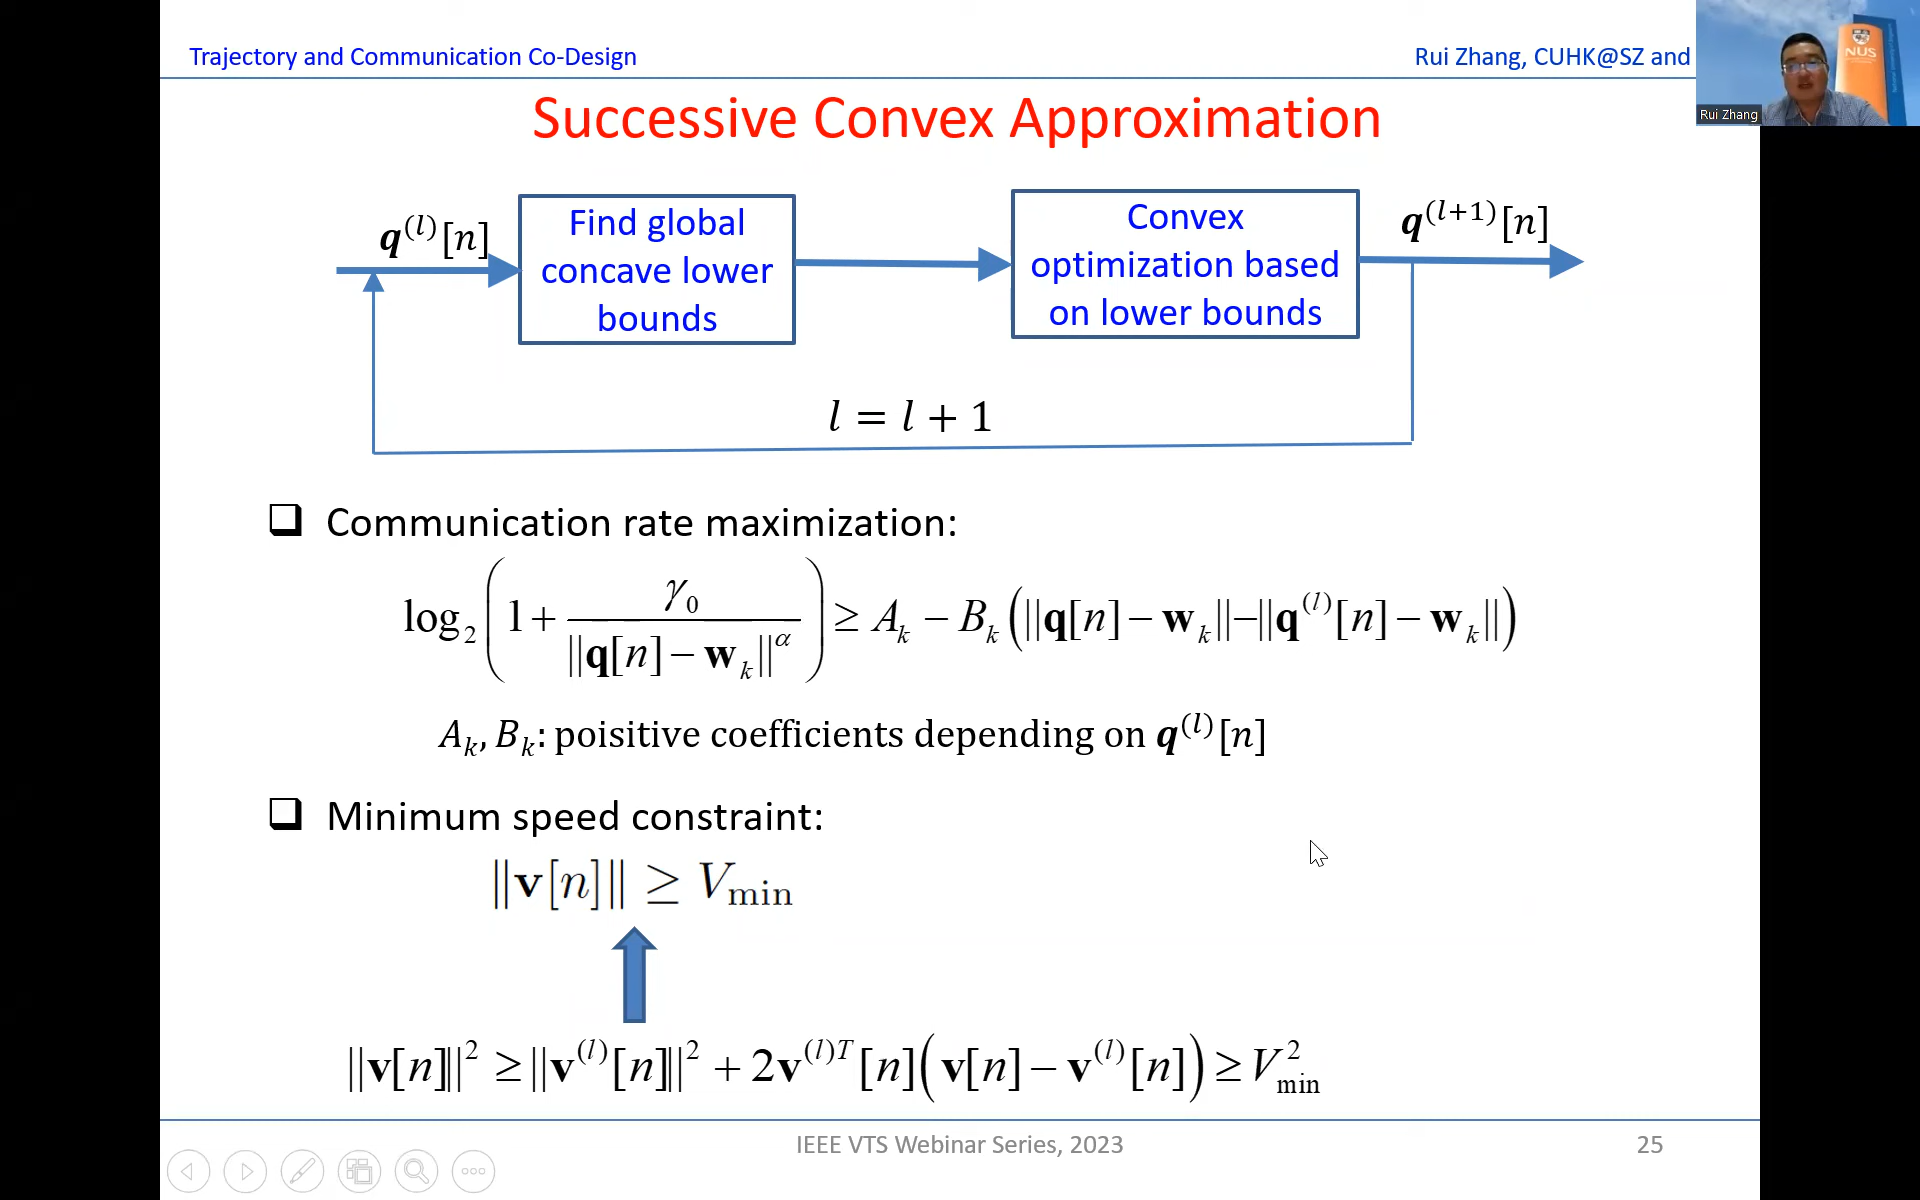 Trajectory and Communication Co-Design
Rui Zhang, CUHK@SZ and
NUS
Rui Zhang
Successive Convex Approximation
q^(l)[n]
Find global
concave lower
bounds
Convex
optimization based
on lower bounds
q^(l+1)[n]
l = l + 1
❑ Communication rate maximization:
log₂(1 + γ₀ / ||q[n] − w_k||^α) ≥ A_k − B_k(||q[n] − w_k||−||q^(l)[n] − w_k||)
A_k, B_k: poisitive coefficients depending on q^(l)[n]
❑ Minimum speed constraint:
||v[n]|| ≥ V_min
||v[n]||² ≥ ||v^(l)[n]||² + 2v^(l)T[n](v[n] − v^(l)[n]) ≥ V²_min
IEEE VTS Webinar Series, 2023
25